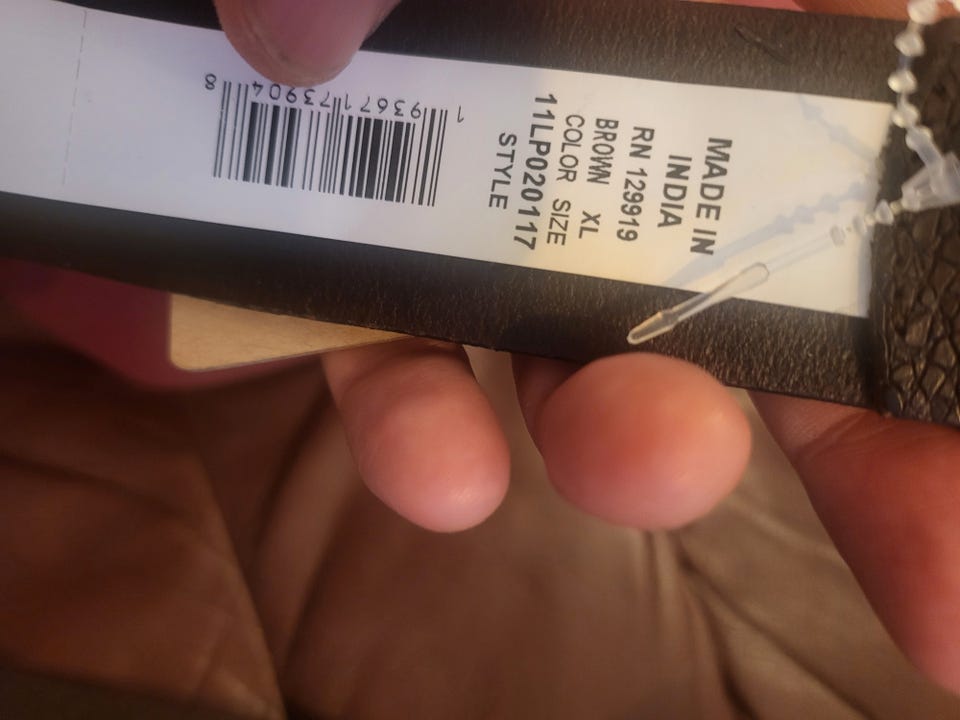 MADE IN
INDIA
RN 129919
BROWN XL
COLOR SIZE
11LP020117
STYLE
1 93671 73904 8